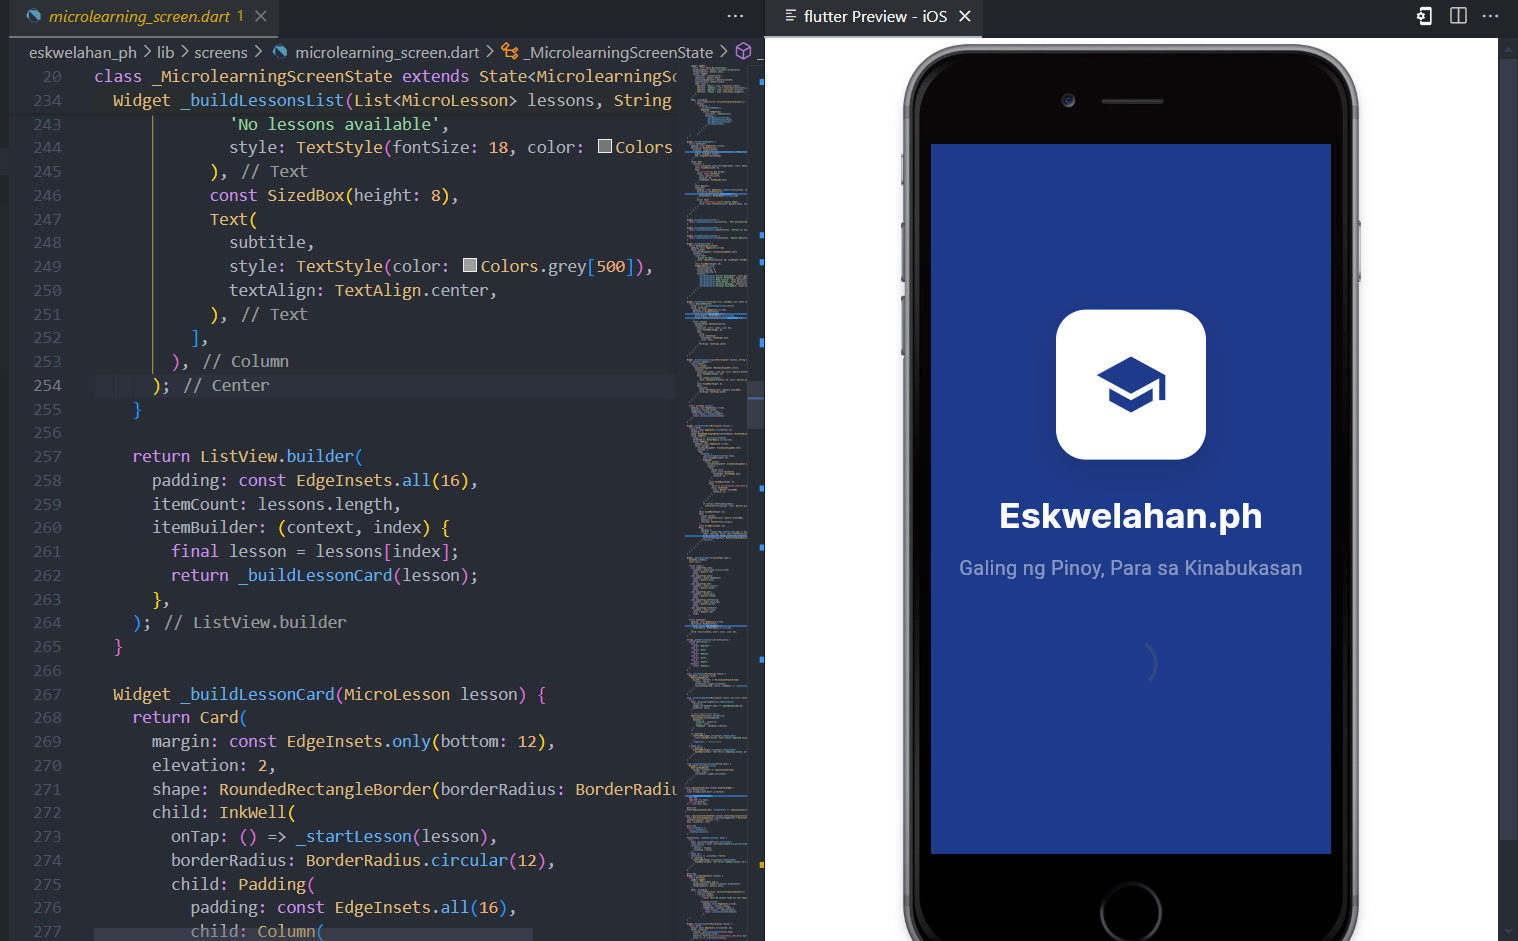 microlearning_screen.dart 1
flutter Preview - iOS
eskwelahan_ph > lib > screens > microlearning_screen.dart > _MicrolearningScreenState >
20 class _MicrolearningScreenState extends State<MicrolearningSc
234 Widget _buildLessonsList(List<MicroLesson> lessons, String
243 'No lessons available',
244 style: TextStyle(fontSize: 18, color: Colors
245 ), // Text
246 const SizedBox(height: 8),
247 Text(
248 subtitle,
249 style: TextStyle(color: Colors.grey[500]),
250 textAlign: TextAlign.center,
251 ), // Text
252 ],
253 ), // Column
254 ); // Center
255 }
256
257 return ListView.builder(
258 padding: const EdgeInsets.all(16),
259 itemCount: lessons.length,
260 itemBuilder: (context, index) {
261 final lesson = lessons[index];
262 return _buildLessonCard(lesson);
263 },
264 ); // ListView.builder
265 }
266
267 Widget _buildLessonCard(MicroLesson lesson) {
268 return Card(
269 margin: const EdgeInsets.only(bottom: 12),
270 elevation: 2,
271 shape: RoundedRectangleBorder(borderRadius: BorderRadiu
272 child: InkWell(
273 onTap: () => _startLesson(lesson),
274 borderRadius: BorderRadius.circular(12),
275 child: Padding(
276 padding: const EdgeInsets.all(16),
277 child: Column(
Eskwelahan.ph
Galing ng Pinoy, Para sa Kinabukasan